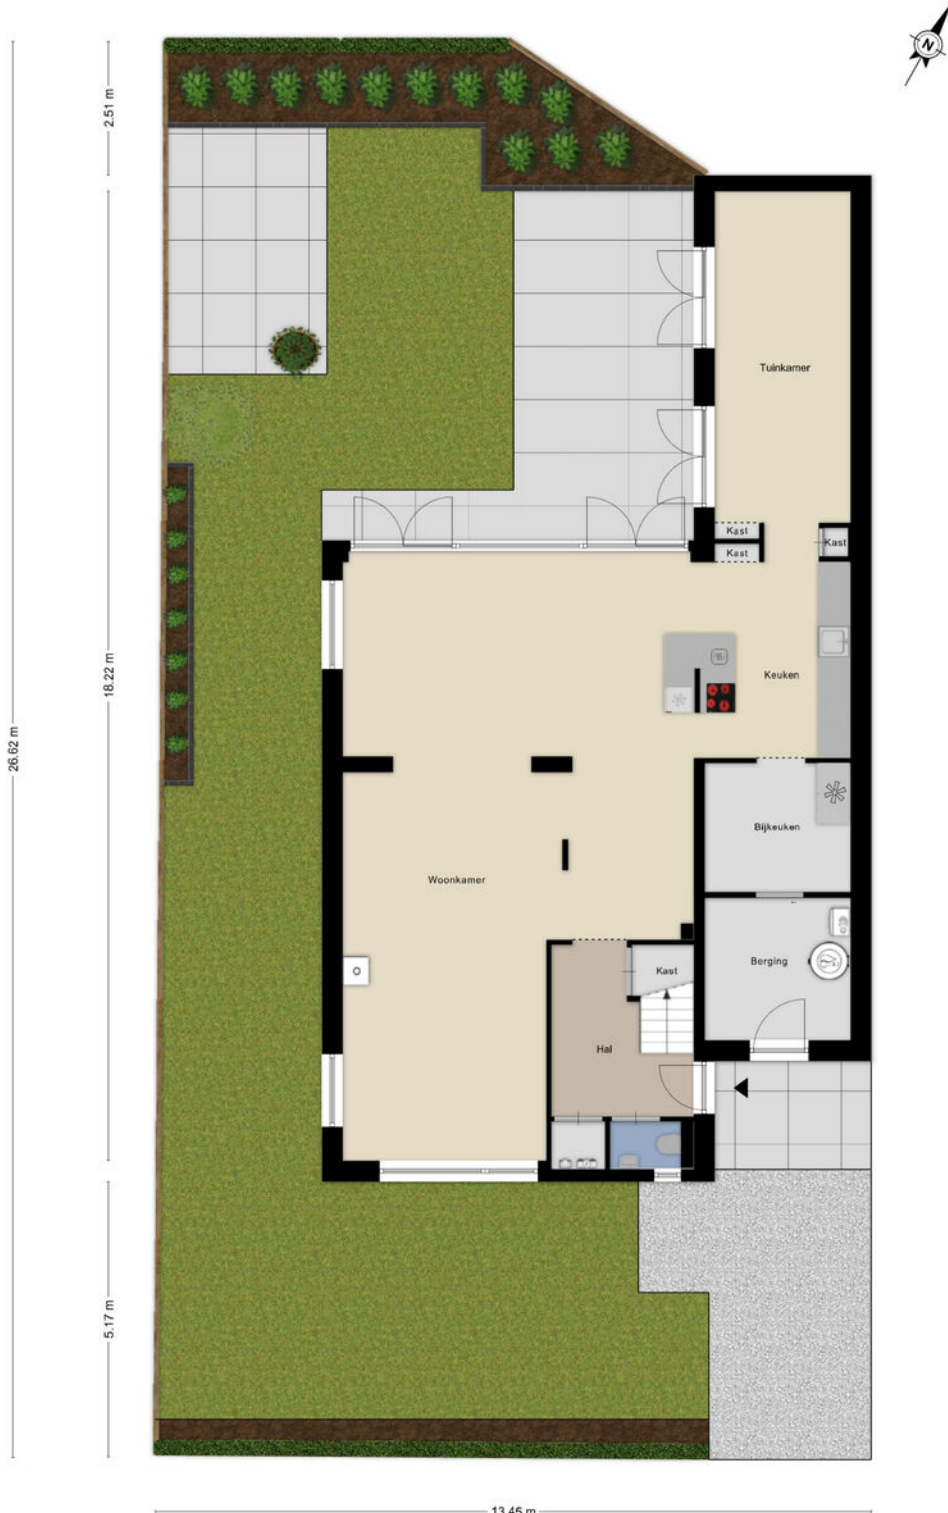 N
2.51 m
Tuinkamer
Kast
Kast
Kast
18.22 m
Keuken
26.62 m
Bijkeuken
Woonkamer
Berging
Kast
Hal
5.17 m
13.45 m